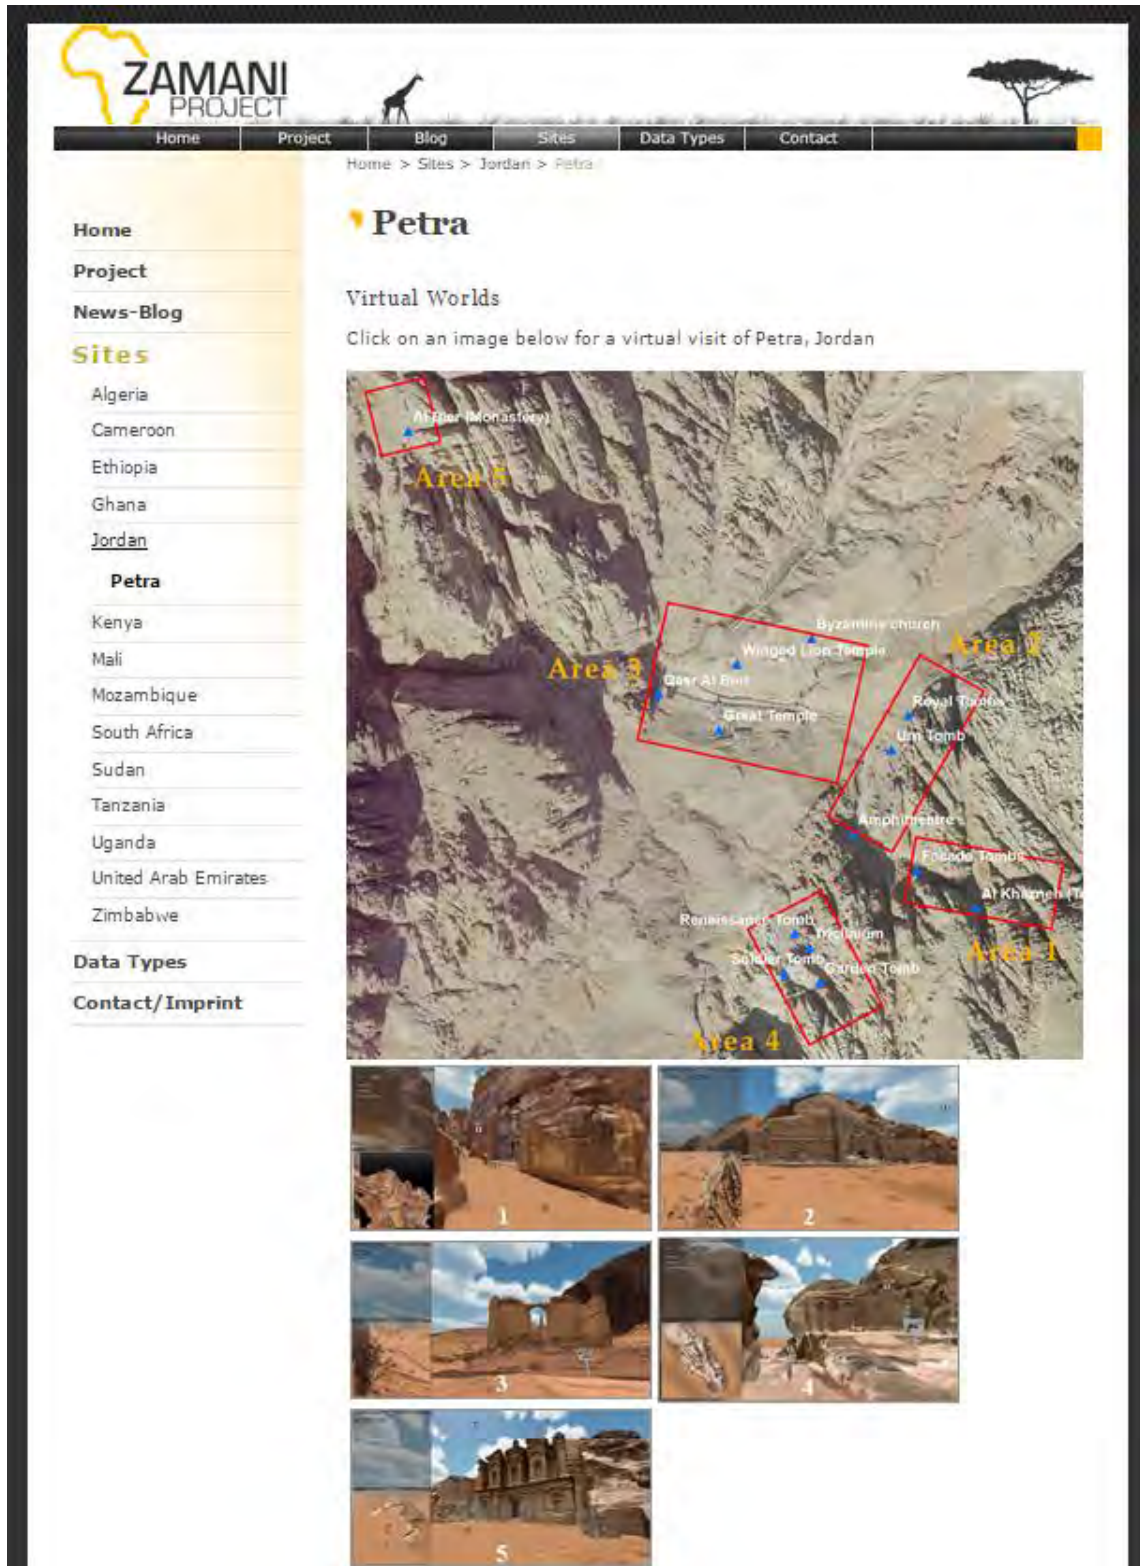 ZAMANI
PROJECT
Home Project Blog Sites Data Types Contact
Home > Sites > Jordan > Petra
Petra
Home
Project
News-Blog
Sites
Algeria
Cameroon
Ethiopia
Ghana
Jordan
Petra
Kenya
Mali
Mozambique
South Africa
Sudan
Tanzania
Uganda
United Arab Emirates
Zimbabwe
Data Types
Contact/Imprint
Virtual Worlds
Click on an image below for a virtual visit of Petra, Jordan
(Monastery)
Area 5
church
Area 2
Winged Lion Temple
Area 3
Qasr Al Bint
Royal Tombs
Great Temple
Urn Tomb
Amphitheatre
Facade Tombs
Al Khazneh
Tomb
Triclinium
Area 1
Soldier Tomb
Garden Tomb
Area 4
1
2
3
4
5